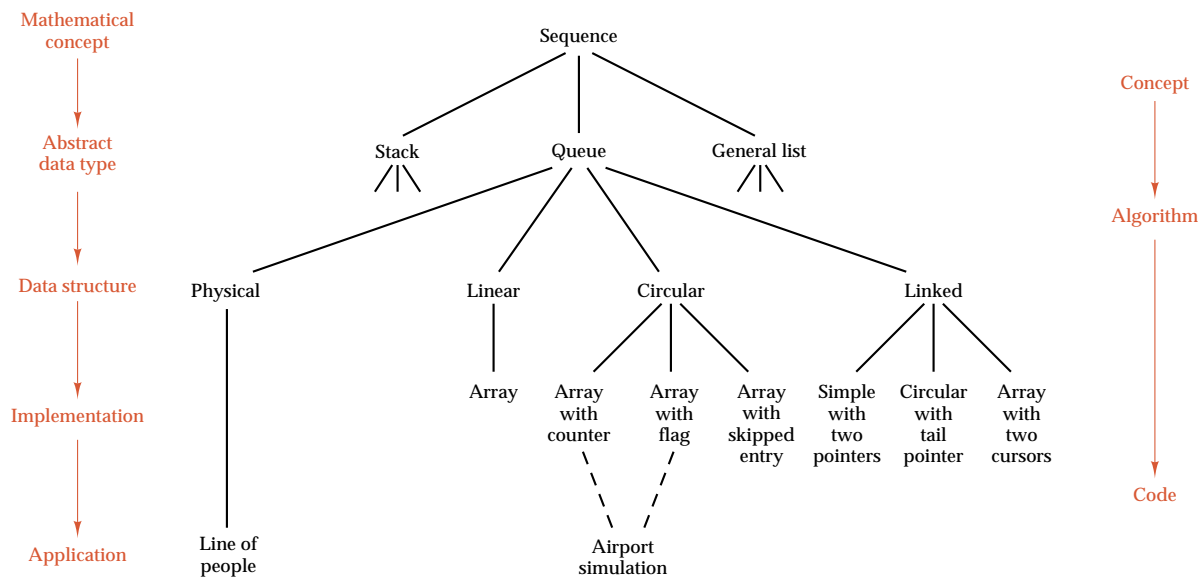 Mathematical
concept
Sequence
Concept
Abstract
data type
Stack
Queue
General list
Algorithm
Data structure
Physical
Linear
Circular
Linked
Implementation
Array
Array
with
counter
Array
with
flag
Array
with
skipped
entry
Simple
with
two
pointers
Circular
with
tail
pointer
Array
with
two
cursors
Code
Application
Line of
people
Airport
simulation